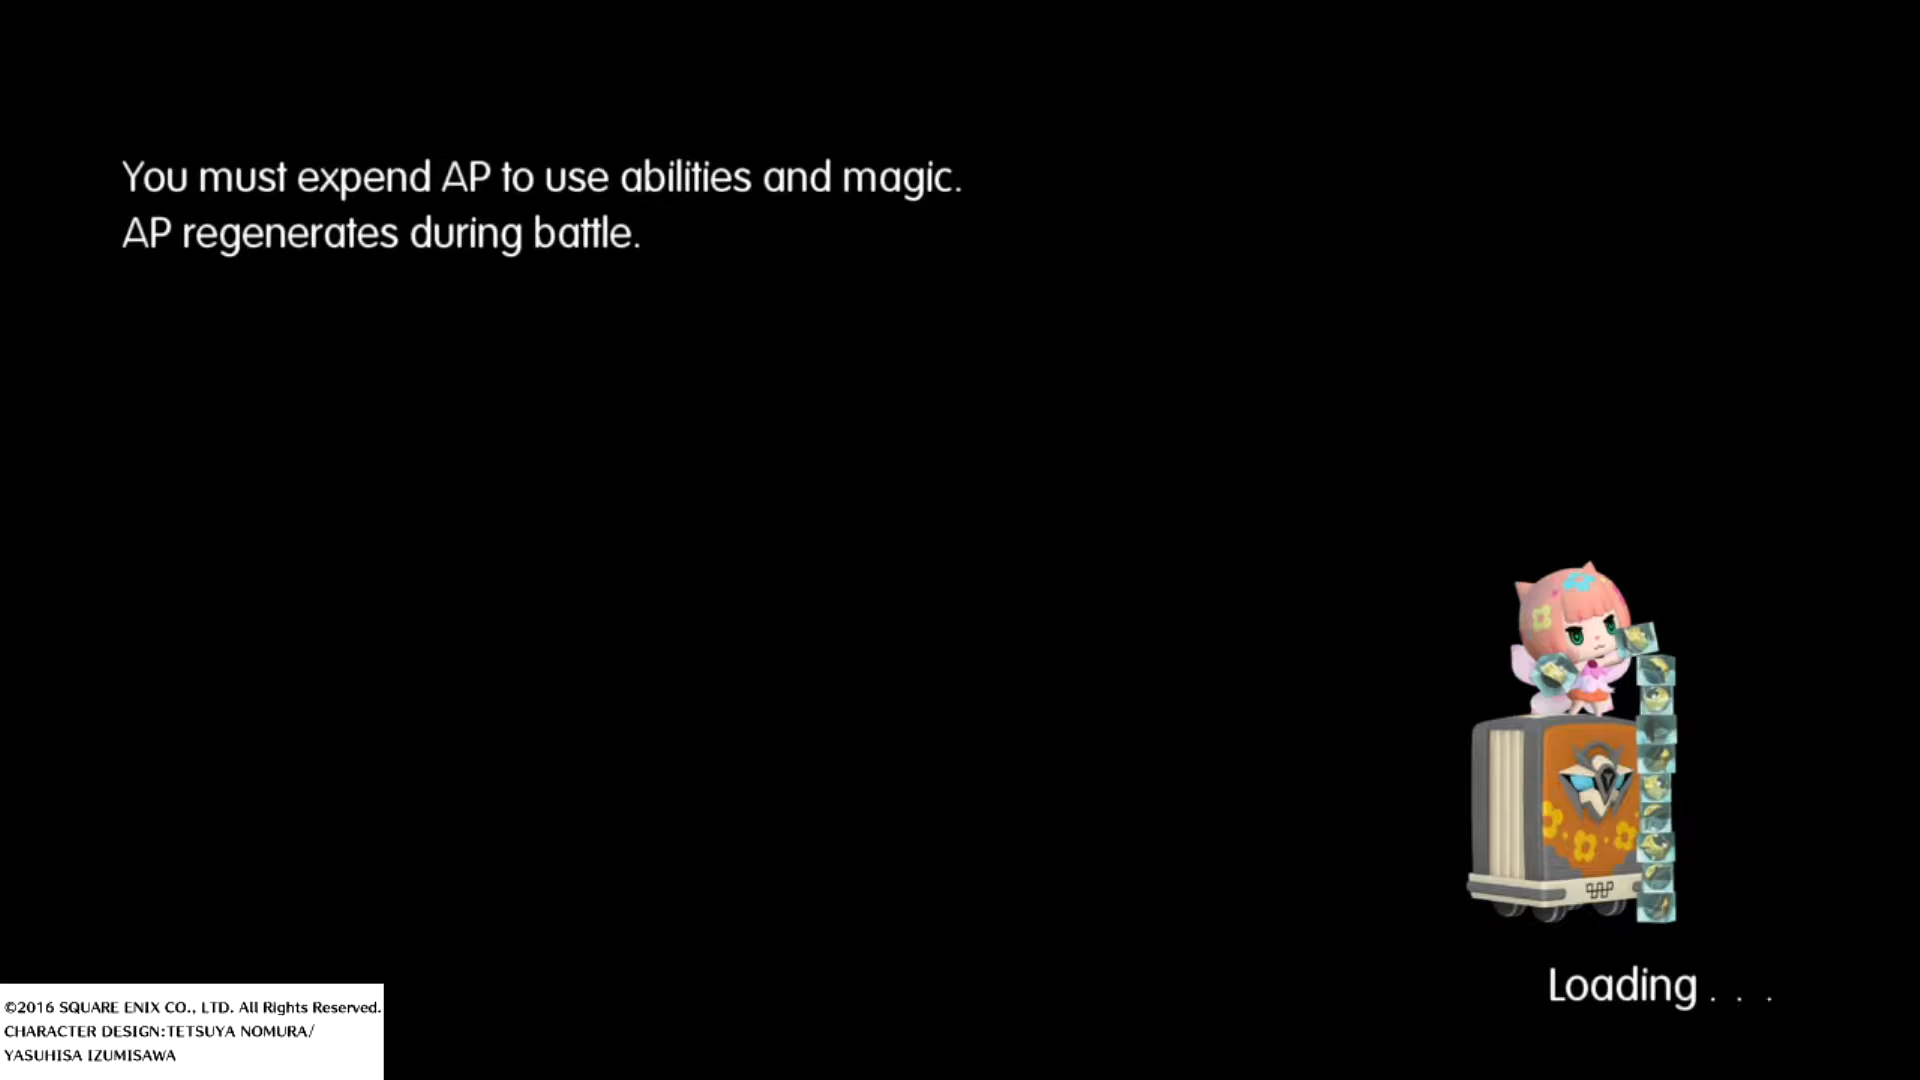 You must expend AP to use abilities and magic.
AP regenerates during battle.
Loading . . .
©2016 SQUARE ENIX CO., LTD. All Rights Reserved.
CHARACTER DESIGN:TETSUYA NOMURA/
YASUHISA IZUMISAWA